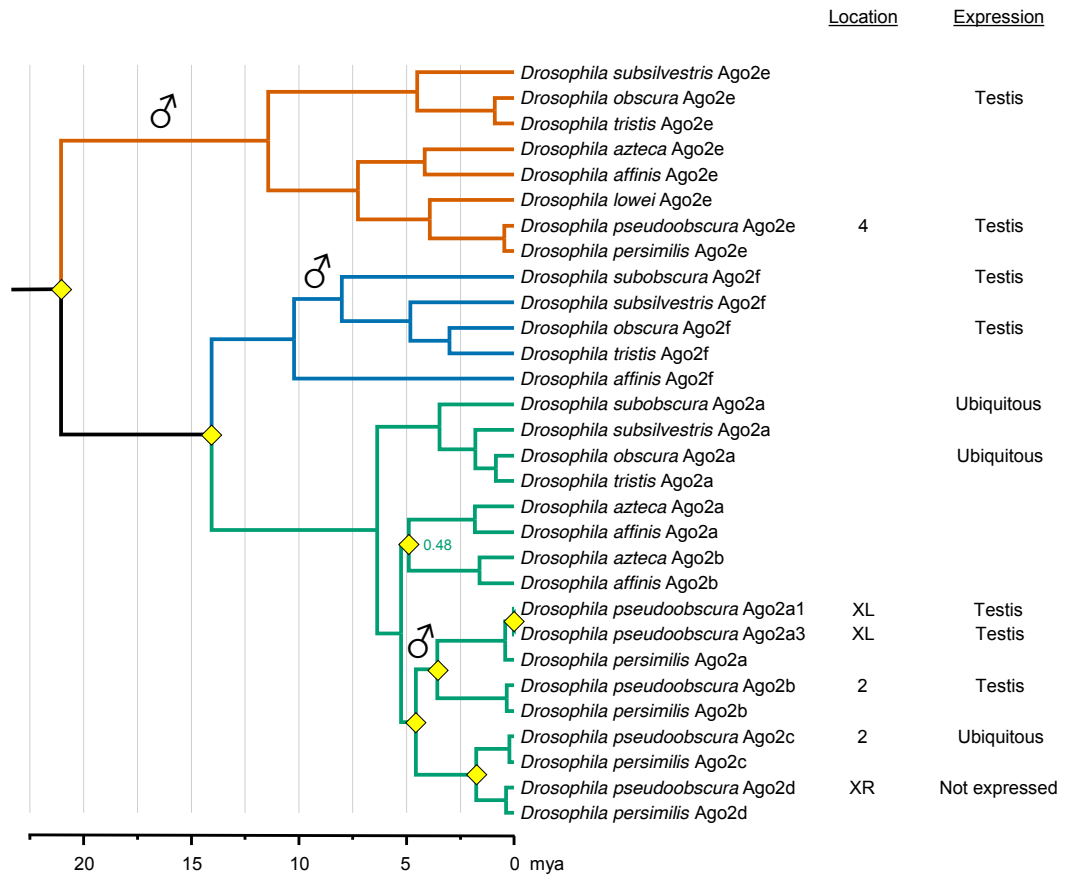 Location Expression
Drosophila subsilvestris Ago2e
Drosophila obscura Ago2e Testis
Drosophila tristis Ago2e
Drosophila azteca Ago2e
Drosophila affinis Ago2e
Drosophila lowei Ago2e
Drosophila pseudoobscura Ago2e 4 Testis
Drosophila persimilis Ago2e
Drosophila subobscura Ago2f Testis
Drosophila subsilvestris Ago2f
Drosophila obscura Ago2f Testis
Drosophila tristis Ago2f
Drosophila affinis Ago2f
Drosophila subobscura Ago2a Ubiquitous
Drosophila subsilvestris Ago2a
Drosophila obscura Ago2a Ubiquitous
Drosophila tristis Ago2a
Drosophila azteca Ago2a
Drosophila affinis Ago2a
0.48
Drosophila azteca Ago2b
Drosophila affinis Ago2b
Drosophila pseudoobscura Ago2a1 XL Testis
Drosophila pseudoobscura Ago2a3 XL Testis
Drosophila persimilis Ago2a
Drosophila pseudoobscura Ago2b 2 Testis
Drosophila persimilis Ago2b
Drosophila pseudoobscura Ago2c 2 Ubiquitous
Drosophila persimilis Ago2c
Drosophila pseudoobscura Ago2d XR Not expressed
Drosophila persimilis Ago2d
20 15 10 5 0 mya